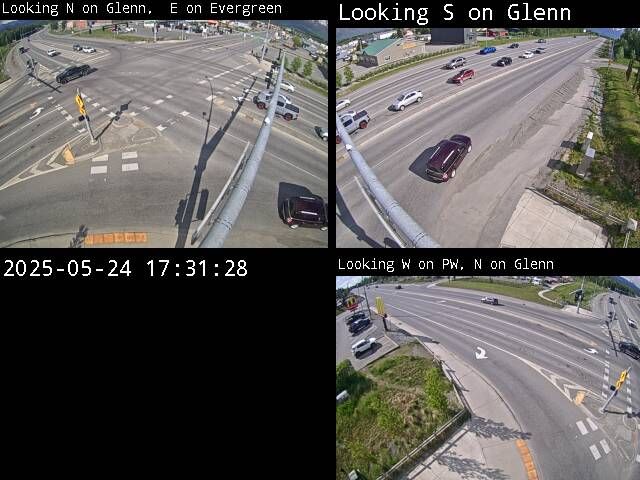 Looking N on Glenn,  E on Evergreen
Looking S on Glenn
2025-05-24 17:31:28
Looking W on PW, N on Glenn